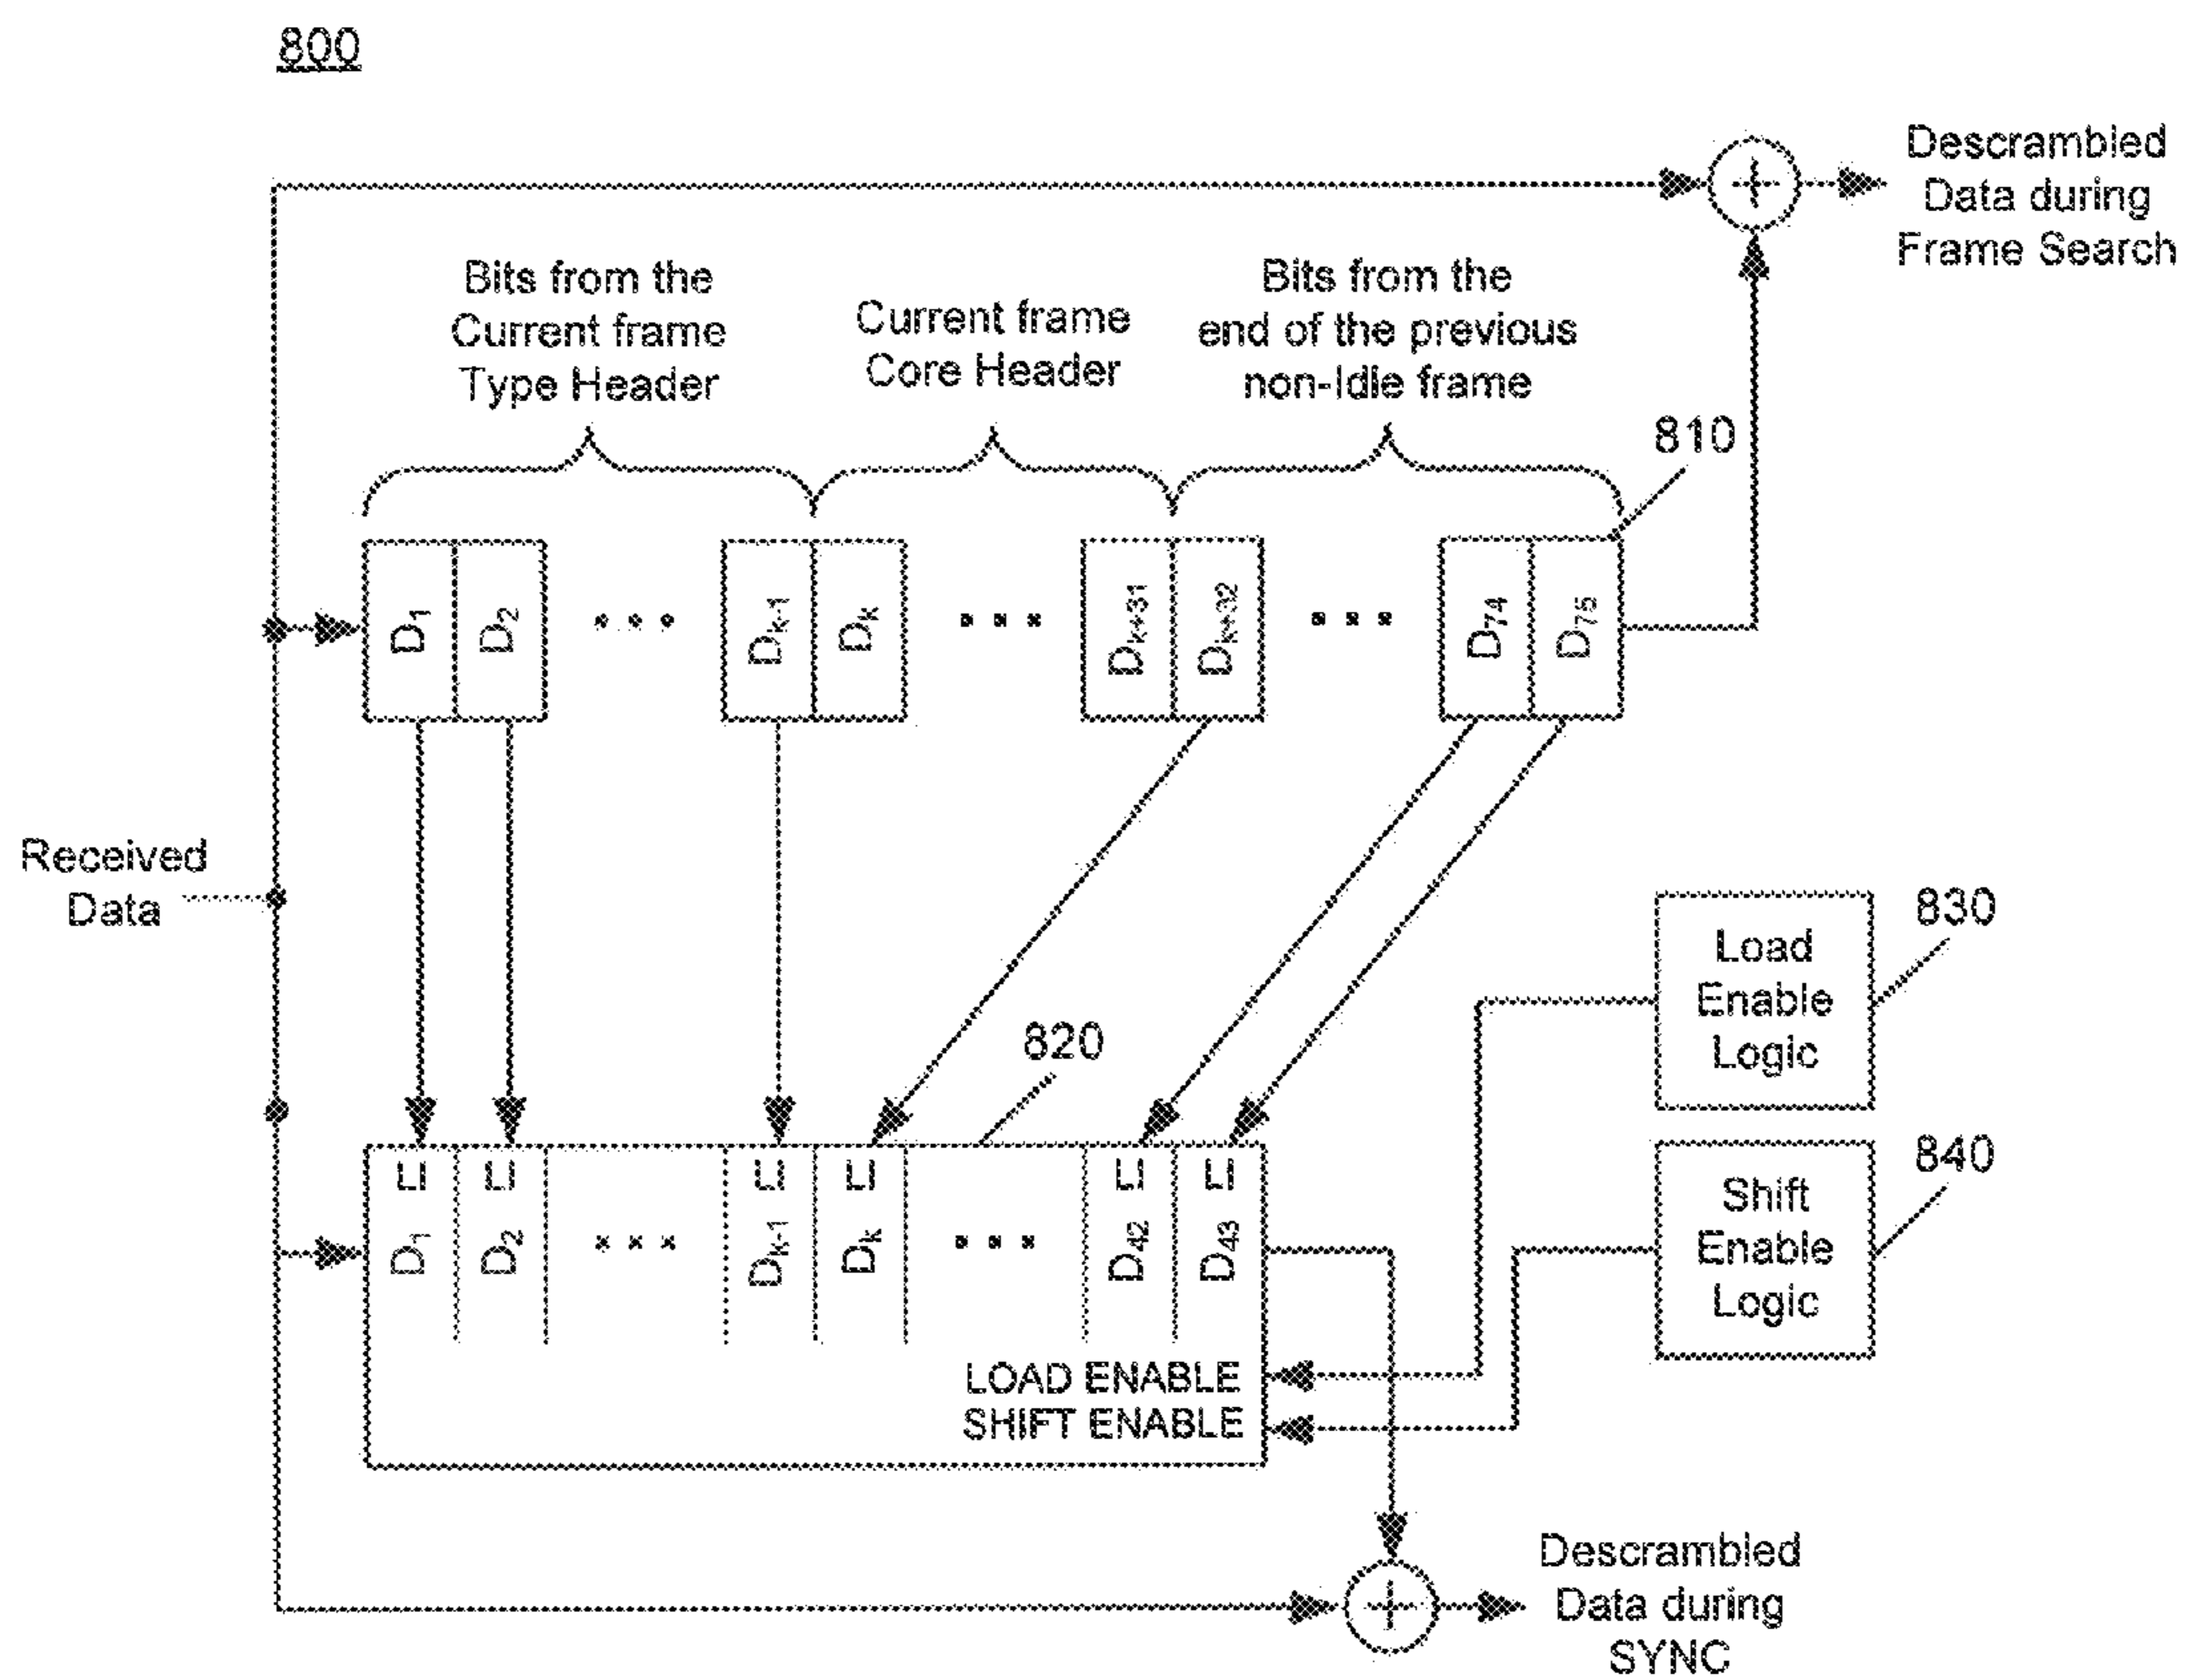 800
Descrambled
Data during
Frame Search
Bits from the
Current frame
Type Header
Current frame
Core Header
Bits from the
end of the previous
non-Idle frame
810
D1 D2 Dk-1 Dk Dk+31 Dk+32 D74 D75
Received
Data
830
Load
Enable
Logic
820
840
Shift
Enable
Logic
LI LI LI LI LI LI
D1 D2 Dk-1 Dk D42 D43
LOAD ENABLE
SHIFT ENABLE
Descrambled
Data during
SYNC